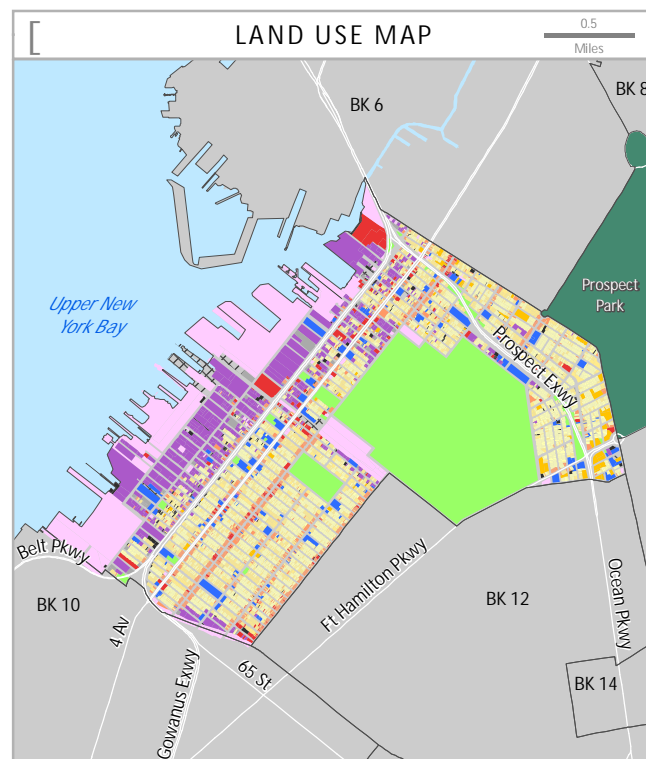 [
LAND USE MAP
0.5
Miles
BK 6
BK 8
Upper New
York Bay
Prospect
Park
Prospect Exwy
Belt Pkwy
BK 10
4 Av
Gowanus Exwy
65 St
Ft Hamilton Pkwy
BK 12
Ocean Pkwy
BK 14